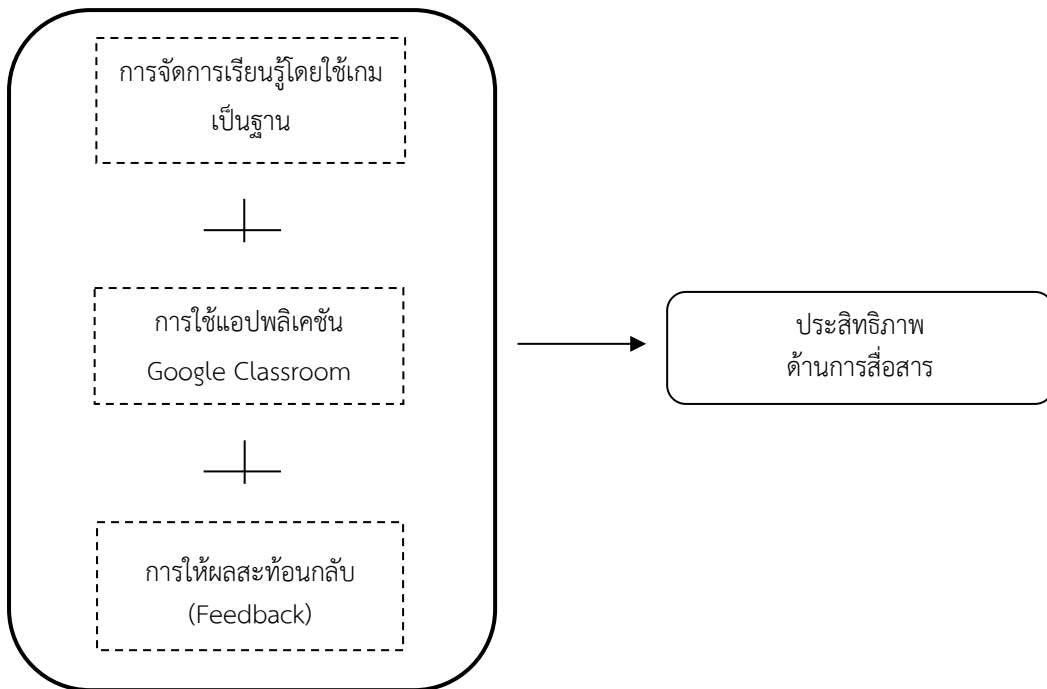 การจัดการเรียนรู้โดยใช้เกม
เป็นฐาน
การใช้แอปพลิเคชัน
Google Classroom
การให้ผลสะท้อนกลับ
(Feedback)
ประสิทธิภาพ
ด้านการสื่อสาร